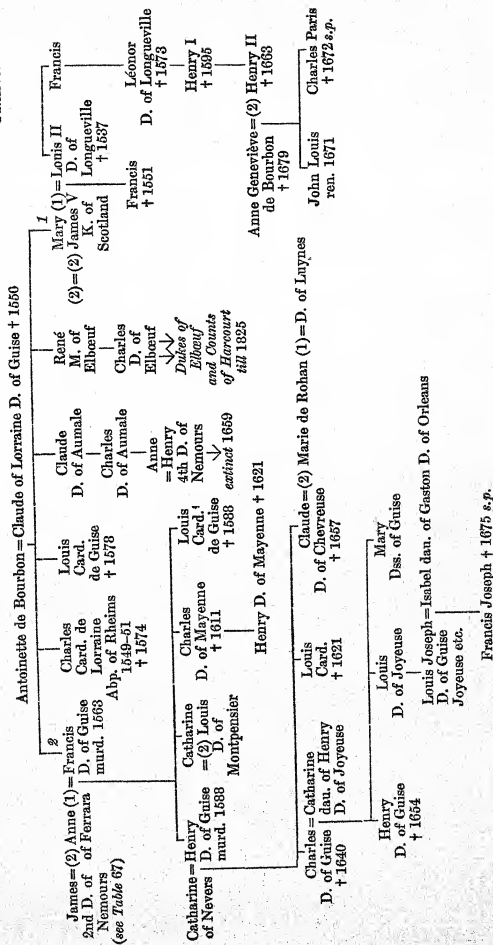 Antoinette de Bourbon=Claude of Lorraine D. of Guise † 1550
2
1
James=(2) Anne (1)=Francis
2nd D. of of Ferrara D. of Guise
Nemours murd. 1563
(see Table 67)
Charles
Card. de
Lorraine
Abp. of Rheims
1549-51
† 1574
Louis
Card.
de Guise
† 1578
Claude
D. of Aumale
Charles
D. of Aumale
Anne
=Henry
4th D. of
Nemours
extinct 1659
René
M. of
Elbœuf
Charles
D. of
Elbœuf
Dukes of
Elbœuf
and Counts
of Harcourt
till 1825
Mary (1)=Louis II
(2)=(2) James V D. of
K. of Longueville
Scotland † 1537
Francis
† 1551
Francis
Léonor
D. of Longueville
† 1573
Henry I
† 1595
Anne Geneviève=(2) Henry II
de Bourbon † 1663
† 1679
John Louis
ren. 1671
Charles Paris
† 1672 s.p.
Catharine=Henry
of Nevers D. of Guise
murd. 1588
Catharine
=(2) Louis
D. of
Montpensier
Charles
D. of Mayenne
† 1611
Henry D. of Mayenne † 1621
Louis
Card.
de Guise
† 1588
Charles=Catharine
D. of Guise dau. of Henry
† 1640 D. of Joyeuse
Louis
Card.
† 1621
Claude=(2) Marie de Rohan (1)=D. of Luynes
D. of Chevreuse
† 1657
Henry
D. of Guise
† 1654
Louis
D. of Joyeuse
Mary
Dss. of Guise
Louis Joseph=Isabel dau. of Gaston D. of Orleans
D. of Guise
Joyeuse etc.
Francis Joseph † 1675 s.p.